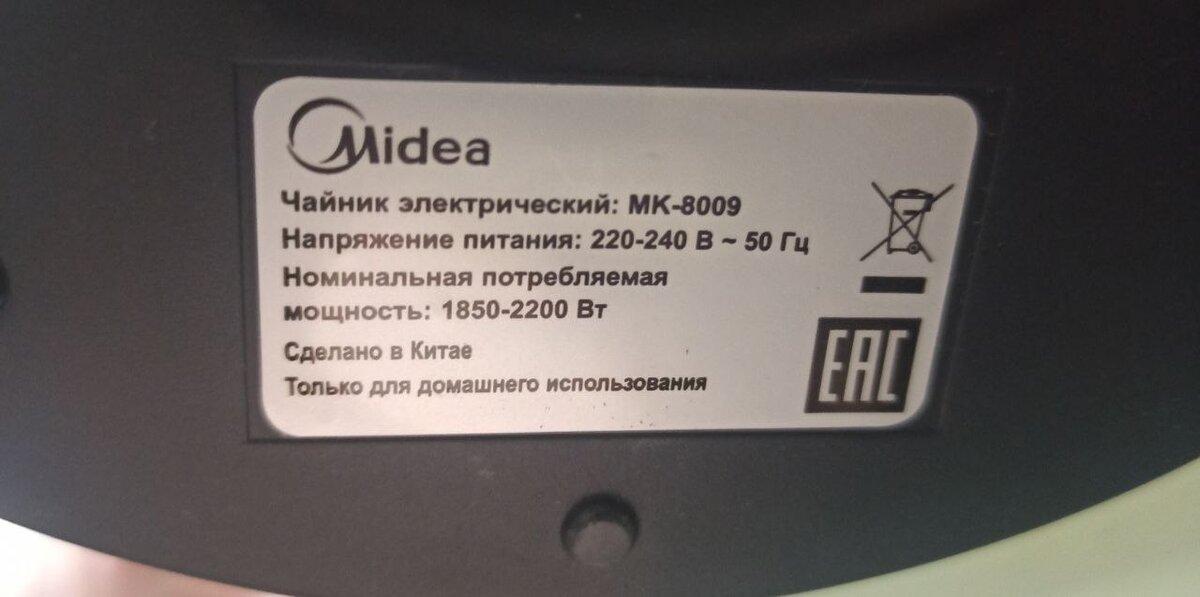 Midea
Чайник электрический: MK-8009
Напряжение питания: 220-240 В ~ 50 Гц
Номинальная потребляемая
мощность: 1850-2200 Вт
Сделано в Китае
Только для домашнего использования
EAC